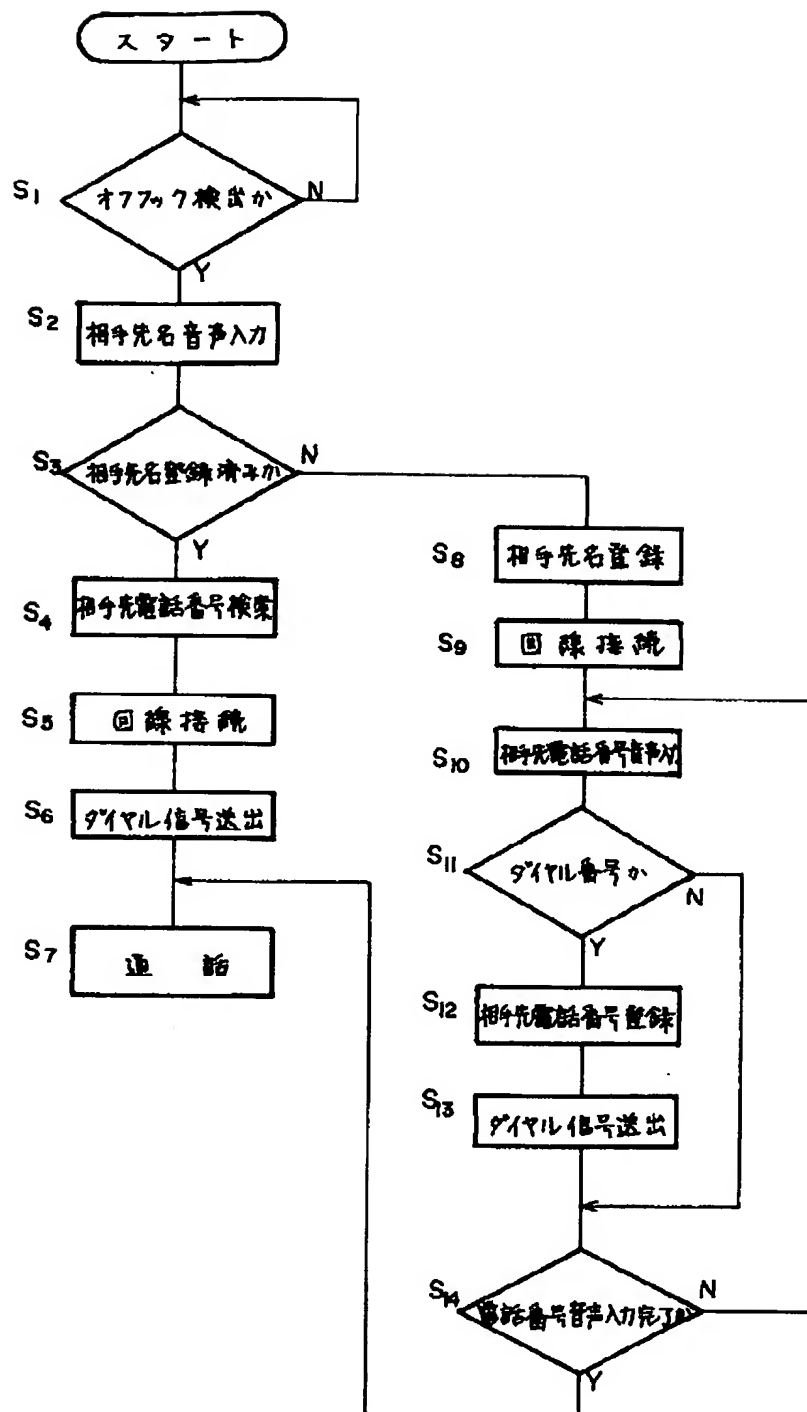 スタート
S1
オフフック検出か
N
Y
S2
相手先名音声入力
S3
相手先名登録済みか
N
Y
S4
相手先電話番号検索
S5
回線接続
S6
ダイヤル信号送出
S7
通話
S8
相手先名登録
S9
回線接続
S10
相手先電話番号音声入力
S11
ダイヤル番号か
N
Y
S12
相手先電話番号登録
S13
ダイヤル信号送出
S14
電話番号音声入力完了か
N
Y